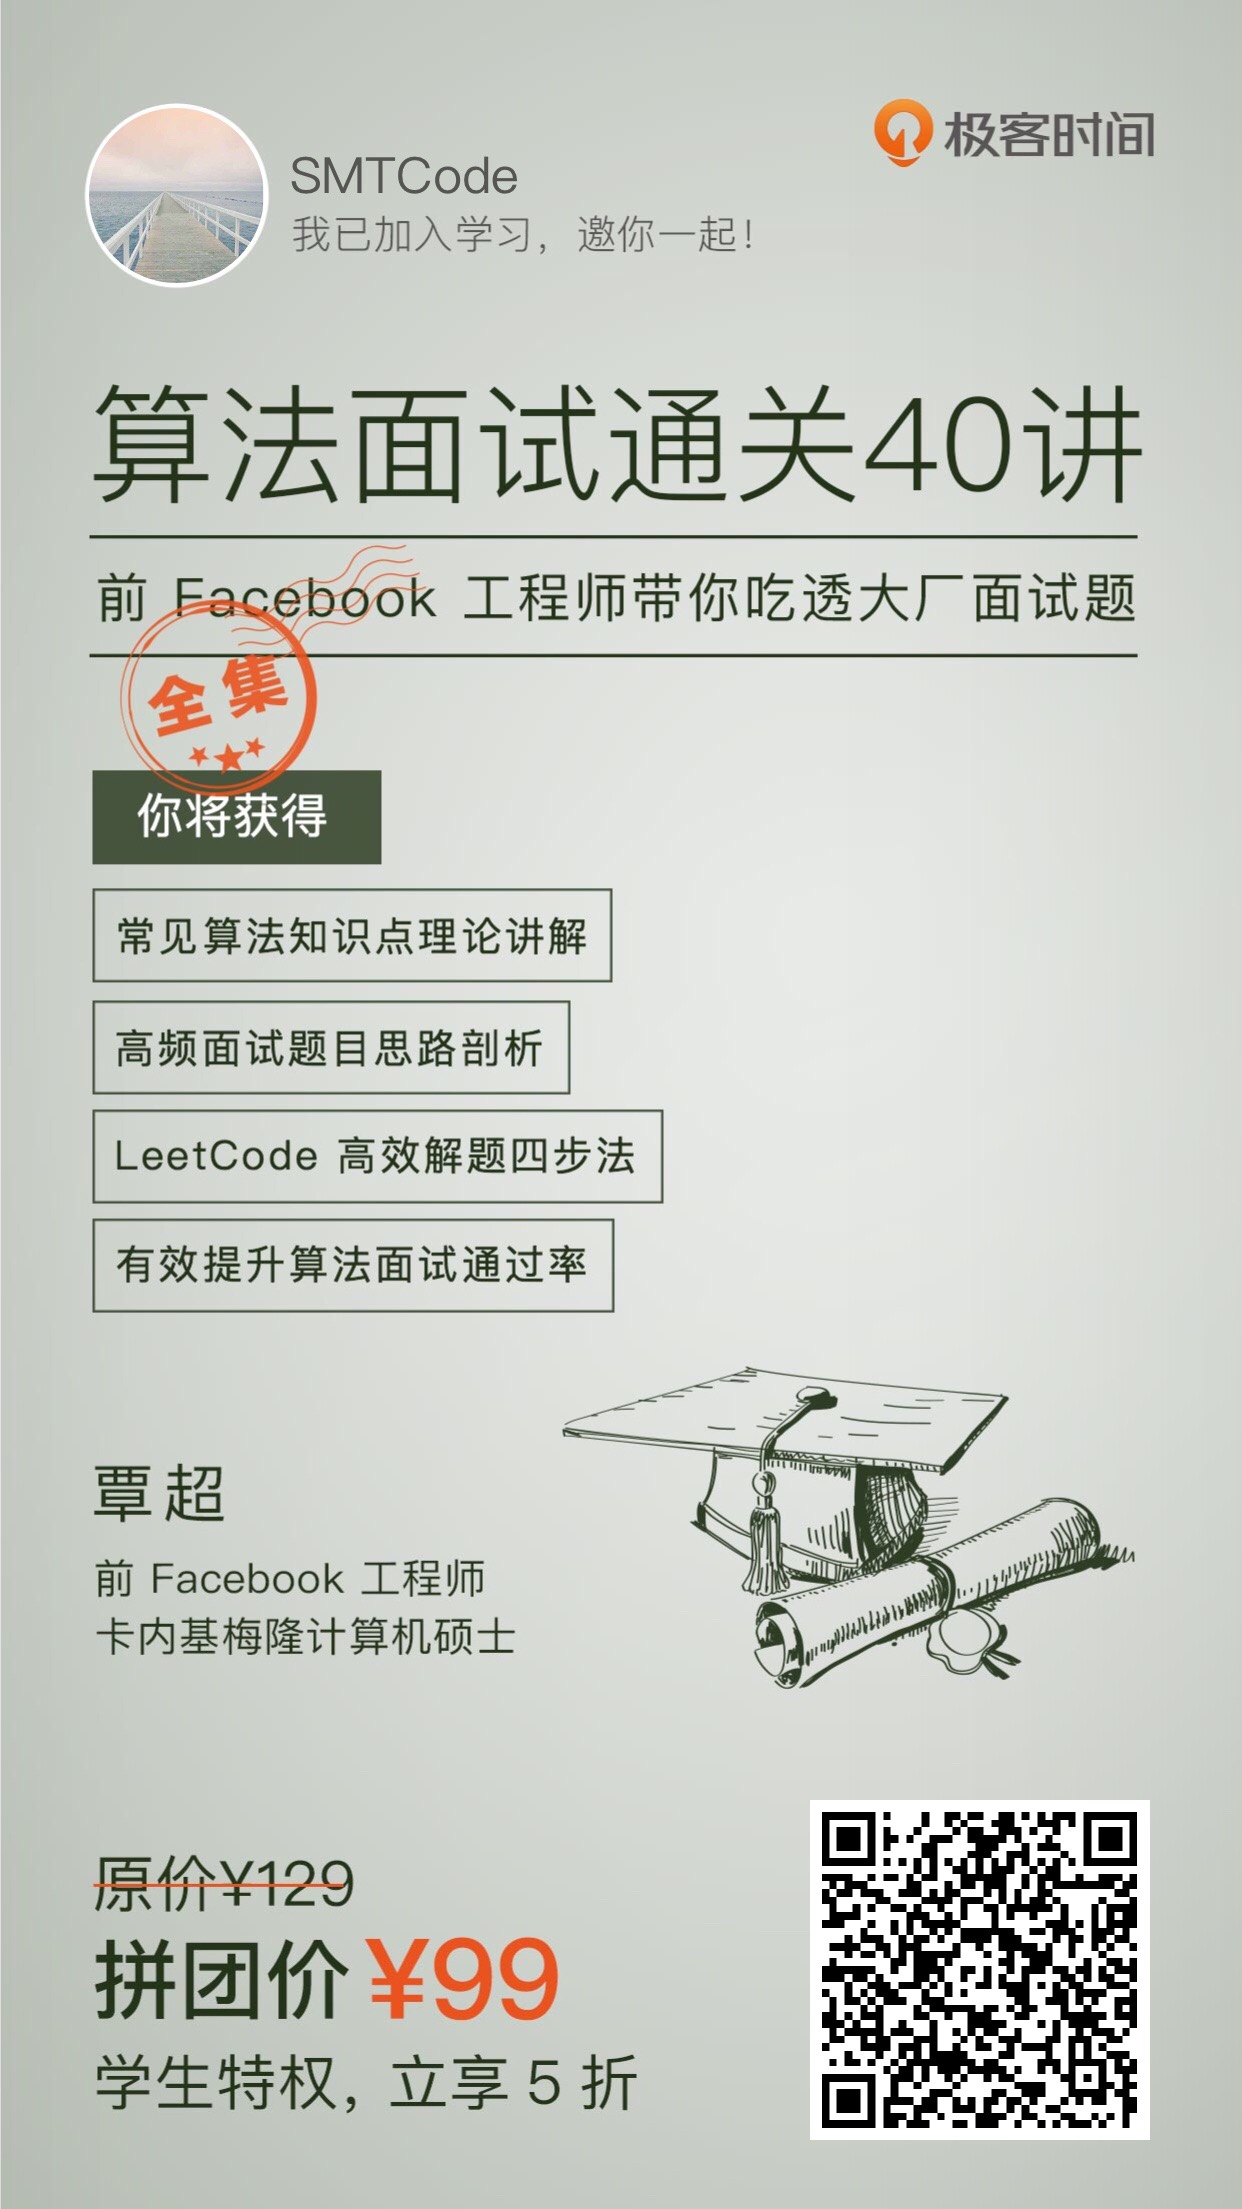 极客时间
SMTCode
我已加入学习，邀你一起！
算法面试通关40讲
前 Facebook 工程师带你吃透大厂面试题
全集
你将获得
常见算法知识点理论讲解
高频面试题目思路剖析
LeetCode 高效解题四步法
有效提升算法面试通过率
覃超
前 Facebook 工程师
卡内基梅隆计算机硕士
原价¥129
拼团价 ¥99
学生特权，立享 5 折